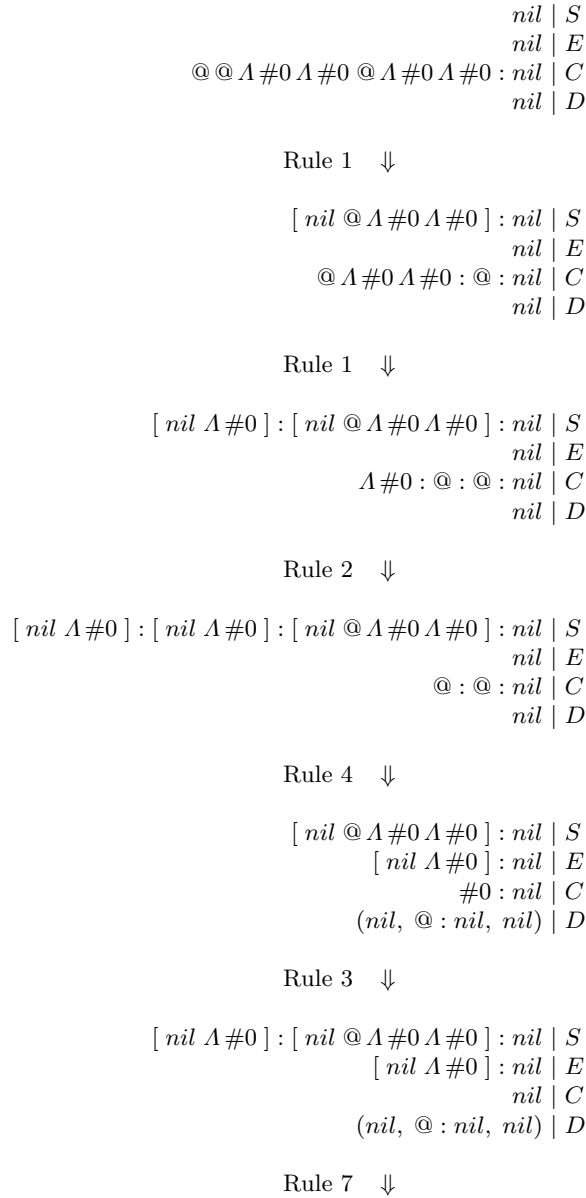 nil | S
nil | E
@ @ Λ #0 Λ #0 @ Λ #0 Λ #0 : nil | C
nil | D
Rule 1 ⇓
[ nil @ Λ #0 Λ #0 ] : nil | S
nil | E
@ Λ #0 Λ #0 : @ : nil | C
nil | D
Rule 1 ⇓
[ nil Λ #0 ] : [ nil @ Λ #0 Λ #0 ] : nil | S
nil | E
Λ #0 : @ : @ : nil | C
nil | D
Rule 2 ⇓
[ nil Λ #0 ] : [ nil Λ #0 ] : [ nil @ Λ #0 Λ #0 ] : nil | S
nil | E
@ : @ : nil | C
nil | D
Rule 4 ⇓
[ nil @ Λ #0 Λ #0 ] : nil | S
[ nil Λ #0 ] : nil | E
#0 : nil | C
(nil, @ : nil, nil) | D
Rule 3 ⇓
[ nil Λ #0 ] : [ nil @ Λ #0 Λ #0 ] : nil | S
[ nil Λ #0 ] : nil | E
nil | C
(nil, @ : nil, nil) | D
Rule 7 ⇓